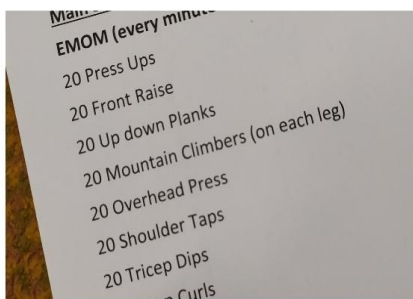 Main
EMOM (every minute
20 Press Ups
20 Front Raise
20 Up down Planks
20 Mountain Climbers (on each leg)
20 Overhead Press
20 Shoulder Taps
20 Tricep Dips
Curls